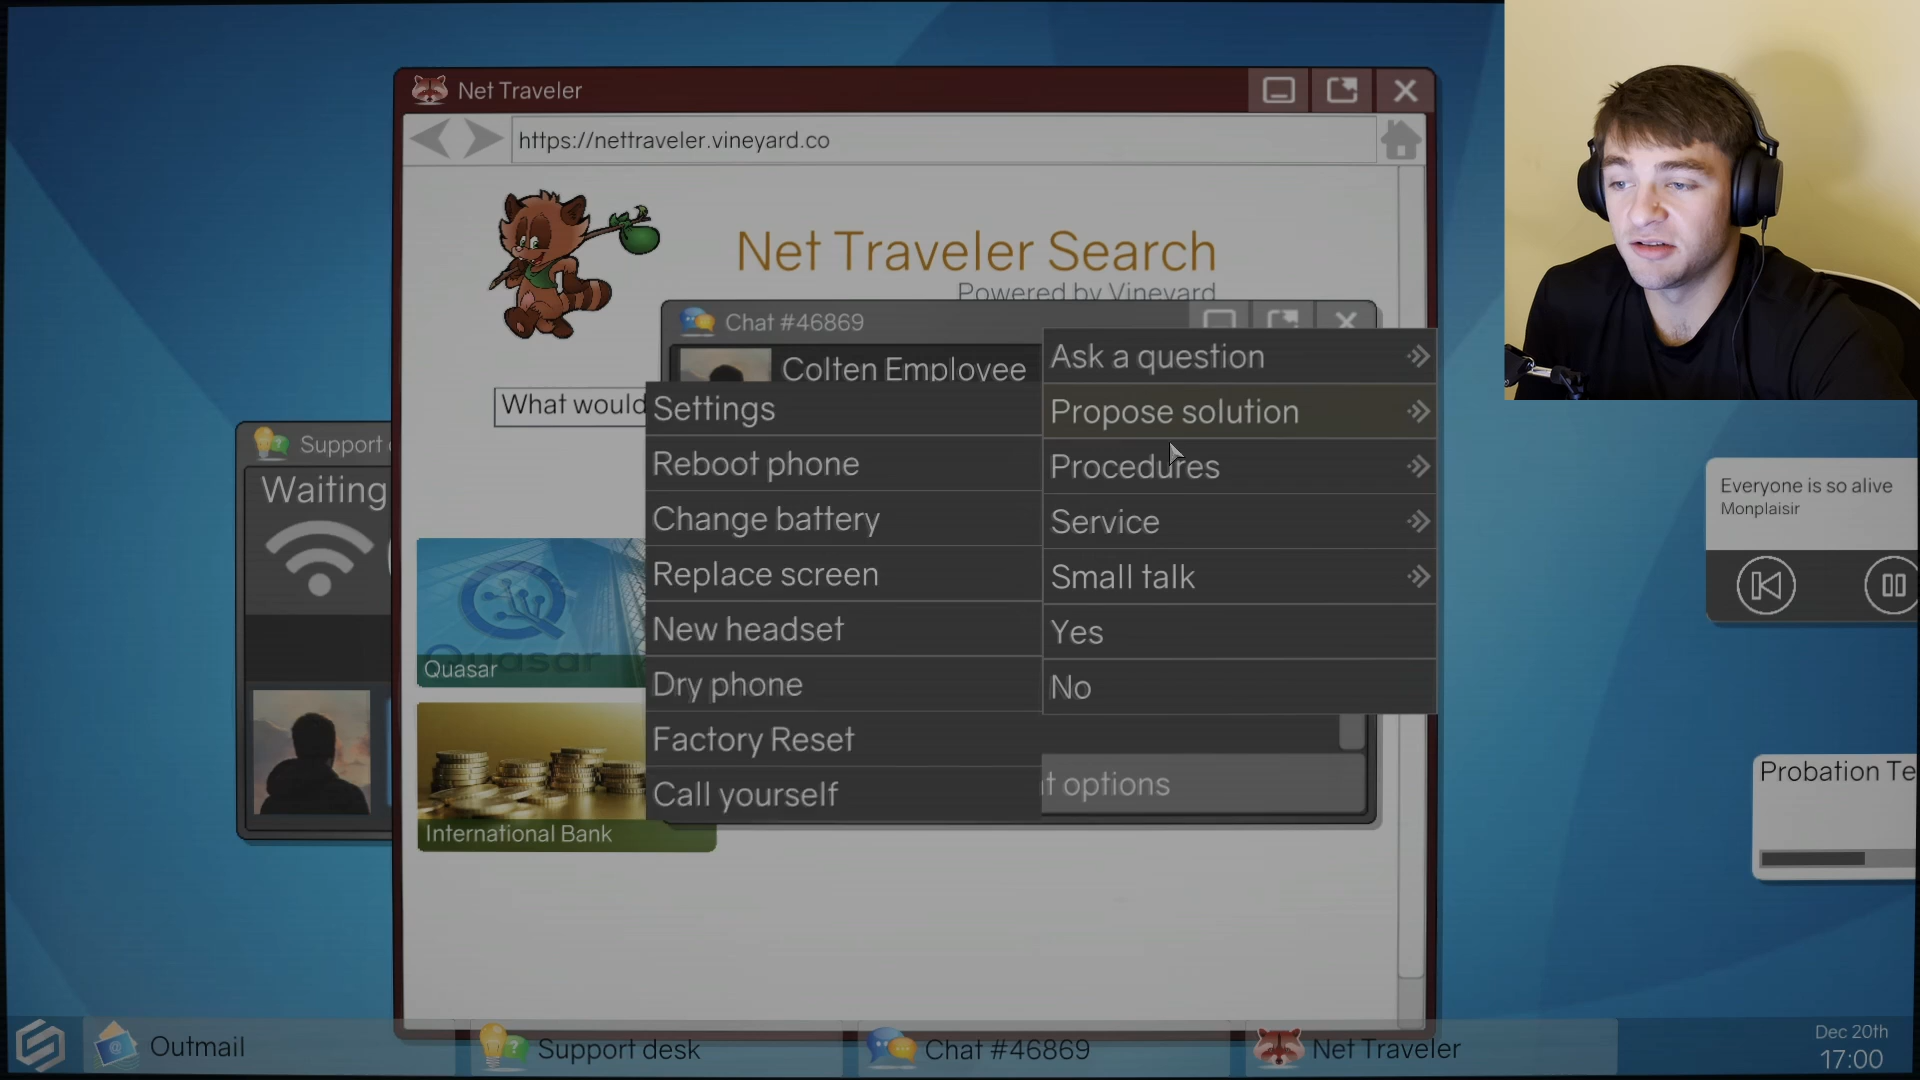 Net Traveler
https://nettraveler.vineyard.co
Net Traveler Search
Powered by Vineyard
Chat #46869
Colten Employee
What would
Support
Waiting
Ask a question
Propose solution
Procedures
Service
Small talk
Yes
No
Settings
Reboot phone
Change battery
Replace screen
New headset
Dry phone
Factory Reset
Call yourself
options
Quasar
Quasar
International Bank
Everyone is so alive
Monplaisir
Probation Te
Outmail
Support desk
Chat #46869
Net Traveler
Dec 20th
17:00